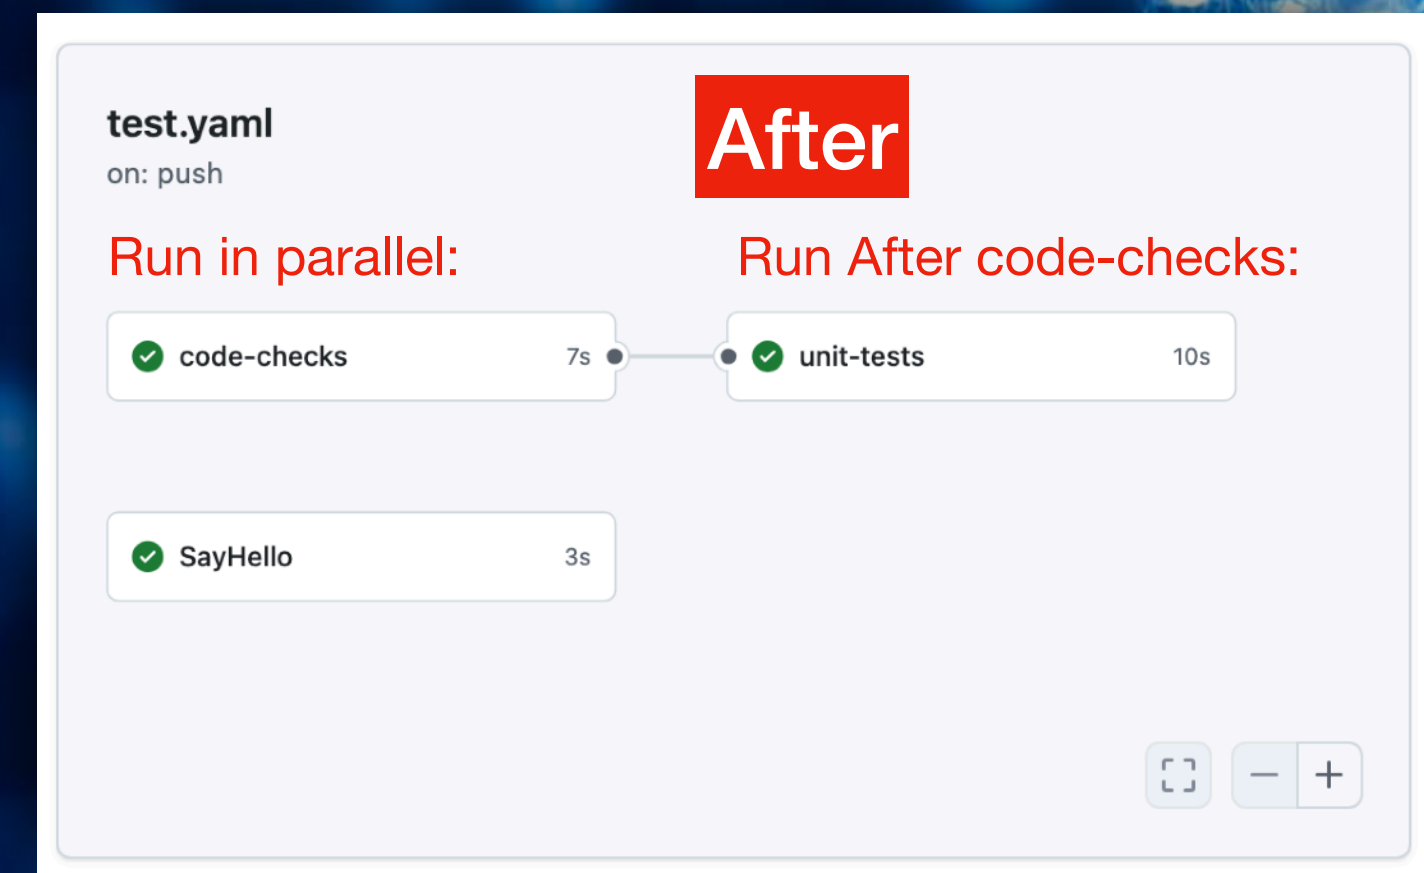 test.yaml
on: push
After
Run in parallel:
Run After code-checks:
code-checks 7s
unit-tests 10s
SayHello 3s